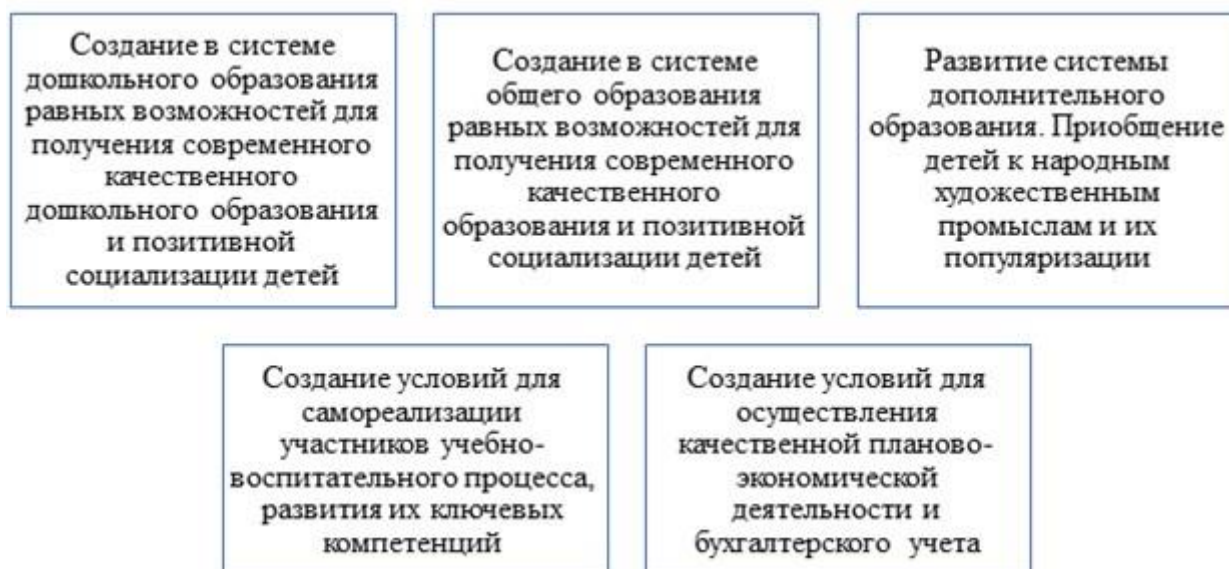 Создание в системе
дошкольного образования
равных возможностей для
получения современного
качественного
дошкольного образования
и позитивной
социализации детей
Создание в системе
общего образования
равных возможностей для
получения современного
качественного
образования и позитивной
социализации детей
Развитие системы
дополнительного
образования. Приобщение
детей к народным
художественным
промыслам и их
популяризации
Создание условий для
самореализации
участников учебно-
воспитательного процесса,
развития их ключевых
компетенций
Создание условий для
осуществления
качественной планово-
экономической
деятельности и
бухгалтерского учета